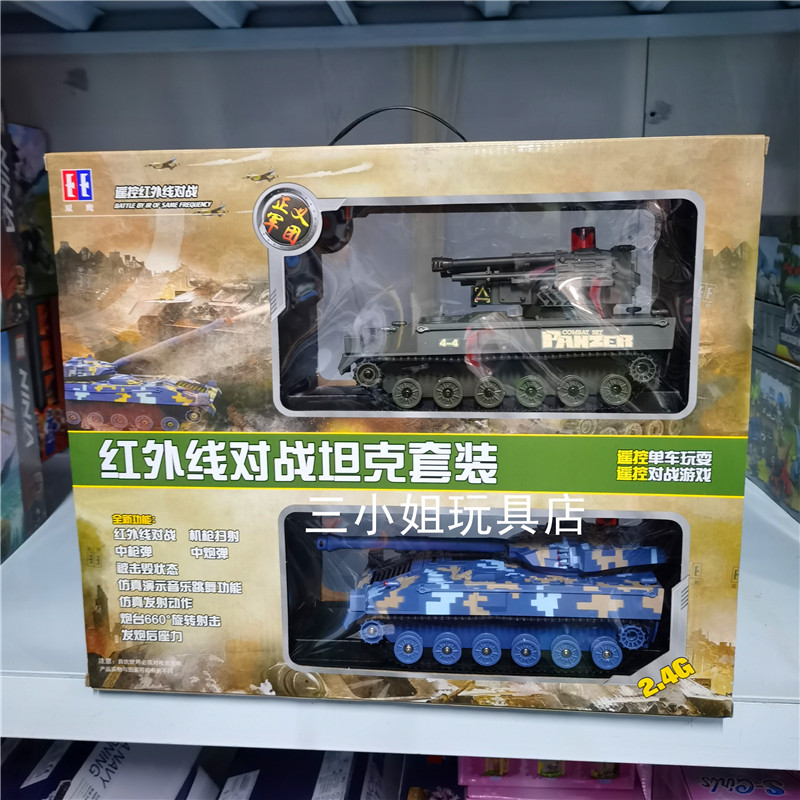 遥控红外线对战
BATTLE BY IR OF SAME FREQUENCY
正义
军团
COMBAT SET
PANZER
4-4
红外线对战坦克套装
遥控单车玩耍
遥控对战游戏
三小姐玩具店
全新功能:
红外线对战 机枪扫射
中枪弹 中炮弹
被击毁状态
仿真演示音乐跳舞功能
仿真发射动作
炮台660°旋转射击
发炮后座力
2.4G
NINJA
S-Girls